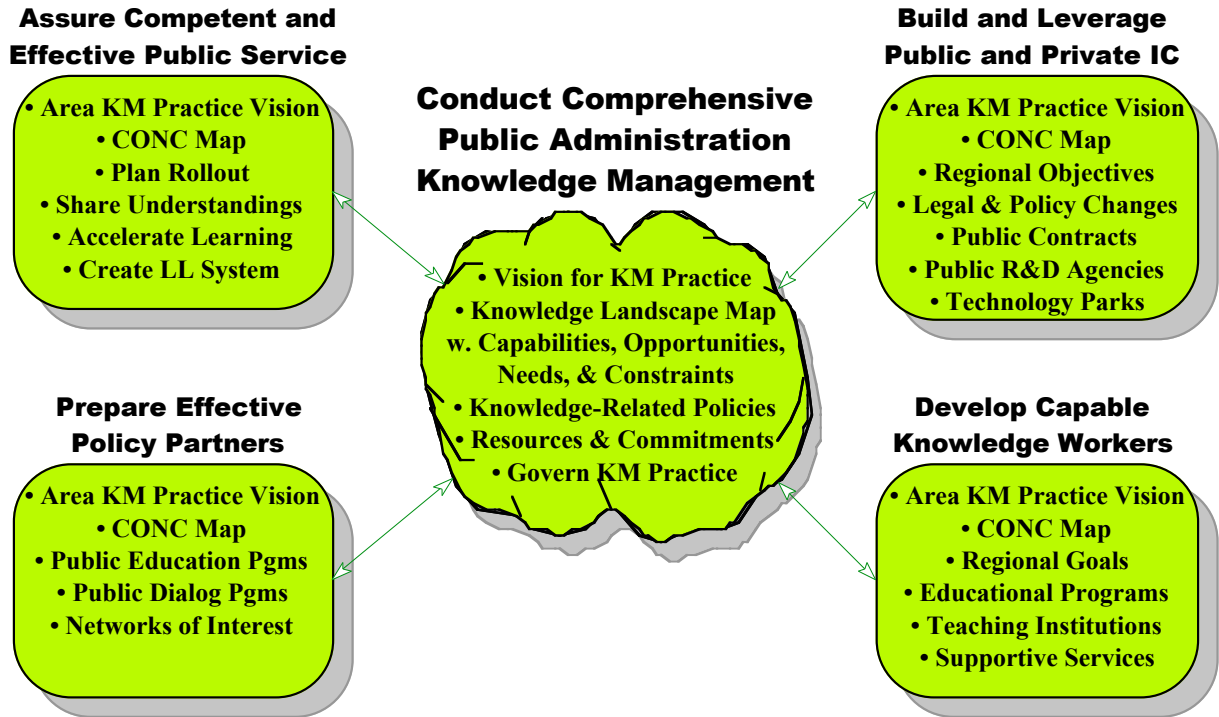 Assure Competent and
Effective Public Service
• Area KM Practice Vision
• CONC Map
• Plan Rollout
• Share Understandings
• Accelerate Learning
• Create LL System
Conduct Comprehensive
Public Administration
Knowledge Management
• Vision for KM Practice
• Knowledge Landscape Map
w. Capabilities, Opportunities,
Needs, & Constraints
• Knowledge-Related Policies
• Resources & Commitments
• Govern KM Practice
Build and Leverage
Public and Private IC
• Area KM Practice Vision
• CONC Map
• Regional Objectives
• Legal & Policy Changes
• Public Contracts
• Public R&D Agencies
• Technology Parks
Prepare Effective
Policy Partners
• Area KM Practice Vision
• CONC Map
• Public Education Pgms
• Public Dialog Pgms
• Networks of Interest
Develop Capable
Knowledge Workers
• Area KM Practice Vision
• CONC Map
• Regional Goals
• Educational Programs
• Teaching Institutions
• Supportive Services